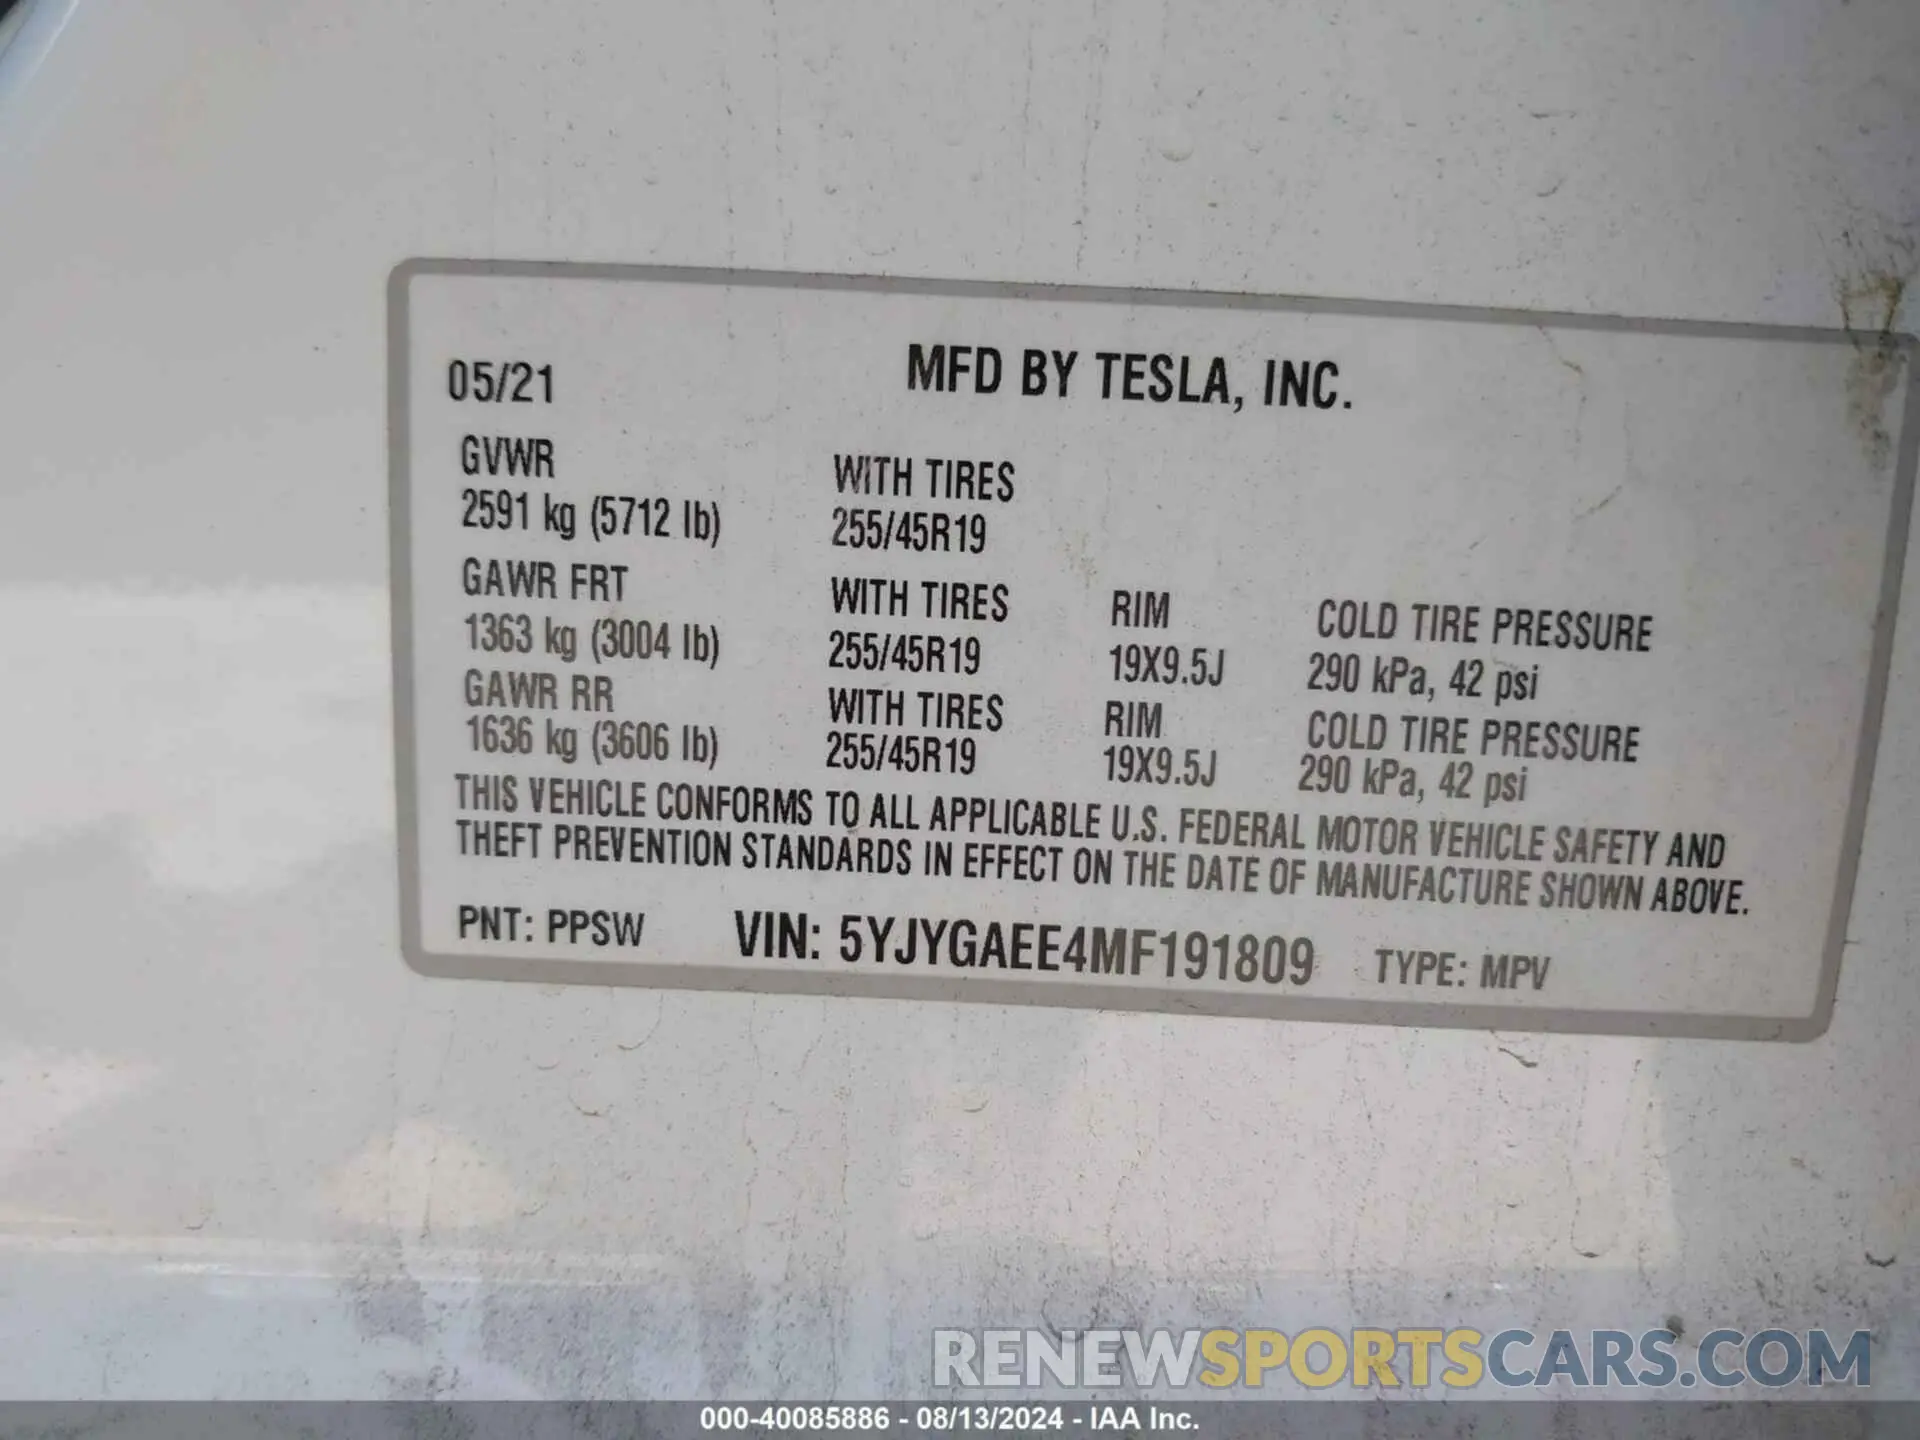 05/21 MFD BY TESLA, INC.
GVWR WITH TIRES
2591 kg (5712 lb) 255/45R19
GAWR FRT WITH TIRES RIM COLD TIRE PRESSURE
1363 kg (3004 lb) 255/45R19 19X9.5J 290 kPa, 42 psi
GAWR RR WITH TIRES RIM COLD TIRE PRESSURE
1636 kg (3606 lb) 255/45R19 19X9.5J 290 kPa, 42 psi
THIS VEHICLE CONFORMS TO ALL APPLICABLE U.S. FEDERAL MOTOR VEHICLE SAFETY AND
THEFT PREVENTION STANDARDS IN EFFECT ON THE DATE OF MANUFACTURE SHOWN ABOVE.
PNT: PPSW VIN: 5YJYGAEE4MF191809 TYPE: MPV
RENEWSPORTSCARS.COM
000-40085886 - 08/13/2024 - IAA Inc.